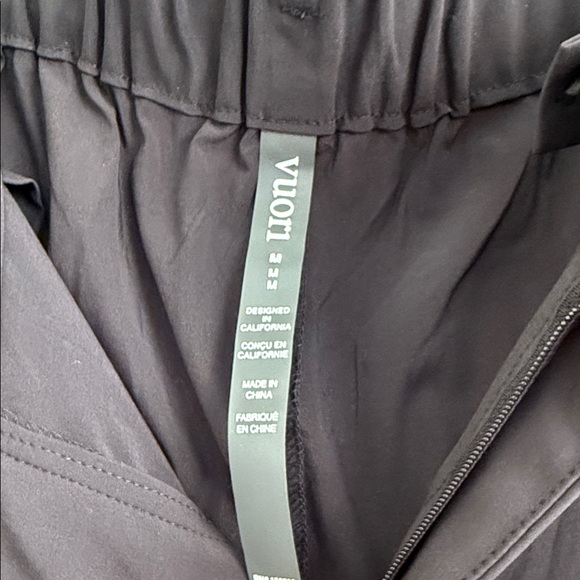 vuori
M
M
M
DESIGNED
IN
CALIFORNIA
CONÇU EN
CALIFORNIE
MADE IN
CHINA
FABRIQUÉ
EN CHINE